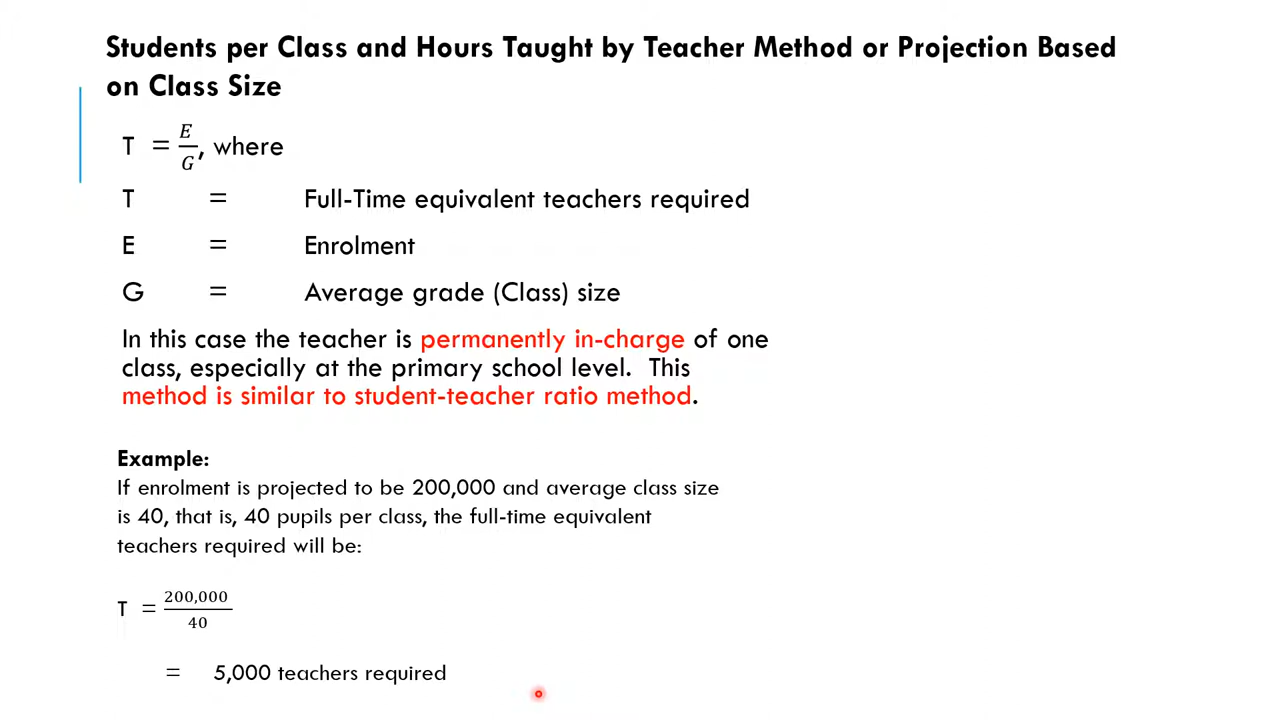 Students per Class and Hours Taught by Teacher Method or Projection Based
on Class Size
T = E/G, where
T = Full-Time equivalent teachers required
E = Enrolment
G = Average grade (Class) size
In this case the teacher is permanently in-charge of one
class, especially at the primary school level. This
method is similar to student-teacher ratio method.
Example:
If enrolment is projected to be 200,000 and average class size
is 40, that is, 40 pupils per class, the full-time equivalent
teachers required will be:
T = 200,000/40
= 5,000 teachers required